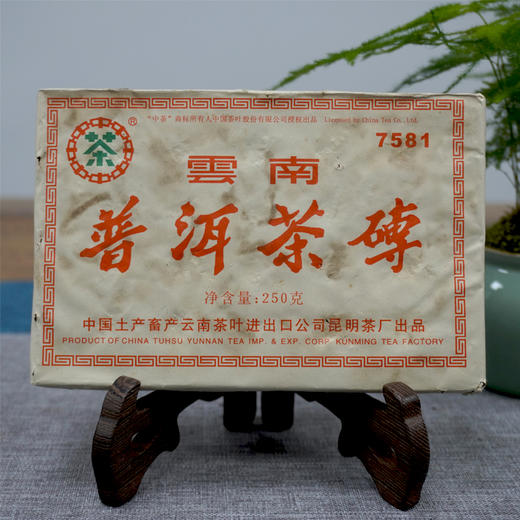 "中茶"商标所有人中国茶叶股份有限公司授权出品 Licensed by China Tea Co., Ltd.
茶
®
7581
雲南
普洱茶磚
净含量:250克
中国土产畜产云南茶叶进出口公司昆明茶厂出品
PRODUCT OF CHINA TUHSU YUNNAN TEA IMP. & EXP. CORP. KUNMING TEA FACTORY